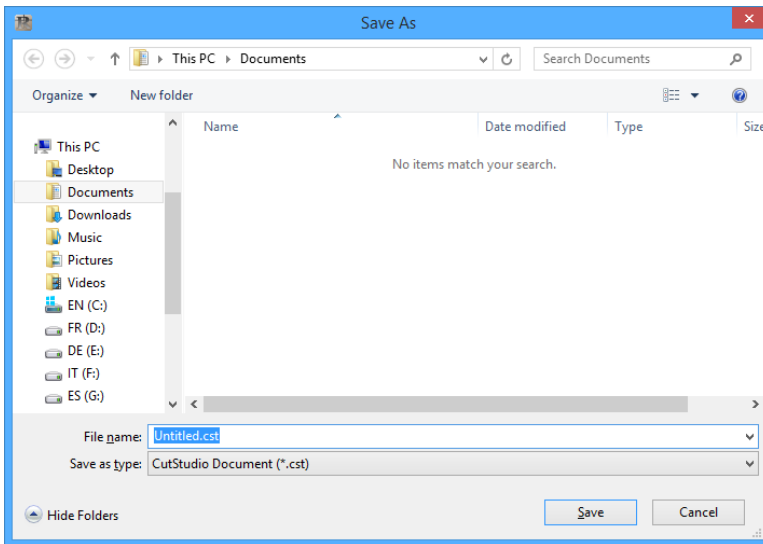 Save As
This PC Documents Search Documents
Organize New folder
Name Date modified Type Size
No items match your search.
This PC
Desktop
Documents
Downloads
Music
Pictures
Videos
EN (C:)
FR (D:)
DE (E:)
IT (F:)
ES (G:)
File name: Untitled.cst
Save as type: CutStudio Document (*.cst)
Hide Folders Save Cancel